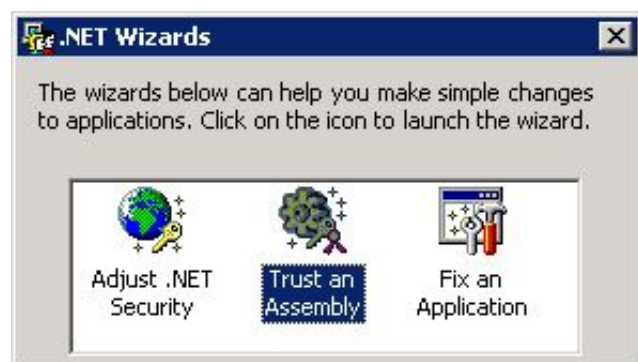 .NET Wizards
The wizards below can help you make simple changes
to applications. Click on the icon to launch the wizard.
Adjust .NET
Security
Trust an
Assembly
Fix an
Application